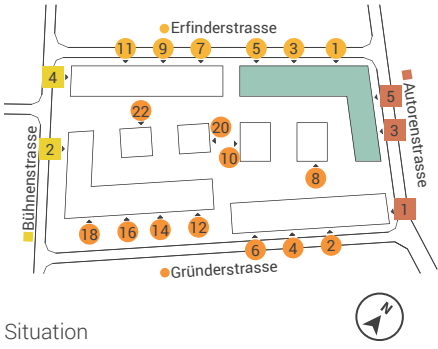 Erfinderstrasse
11 9 7 5 3 1
4
5
Autorenstrasse
22
20
3
2
10
8
Bühnenstrasse
1
18 16 14 12
6 4 2
Gründerstrasse
N
Situation